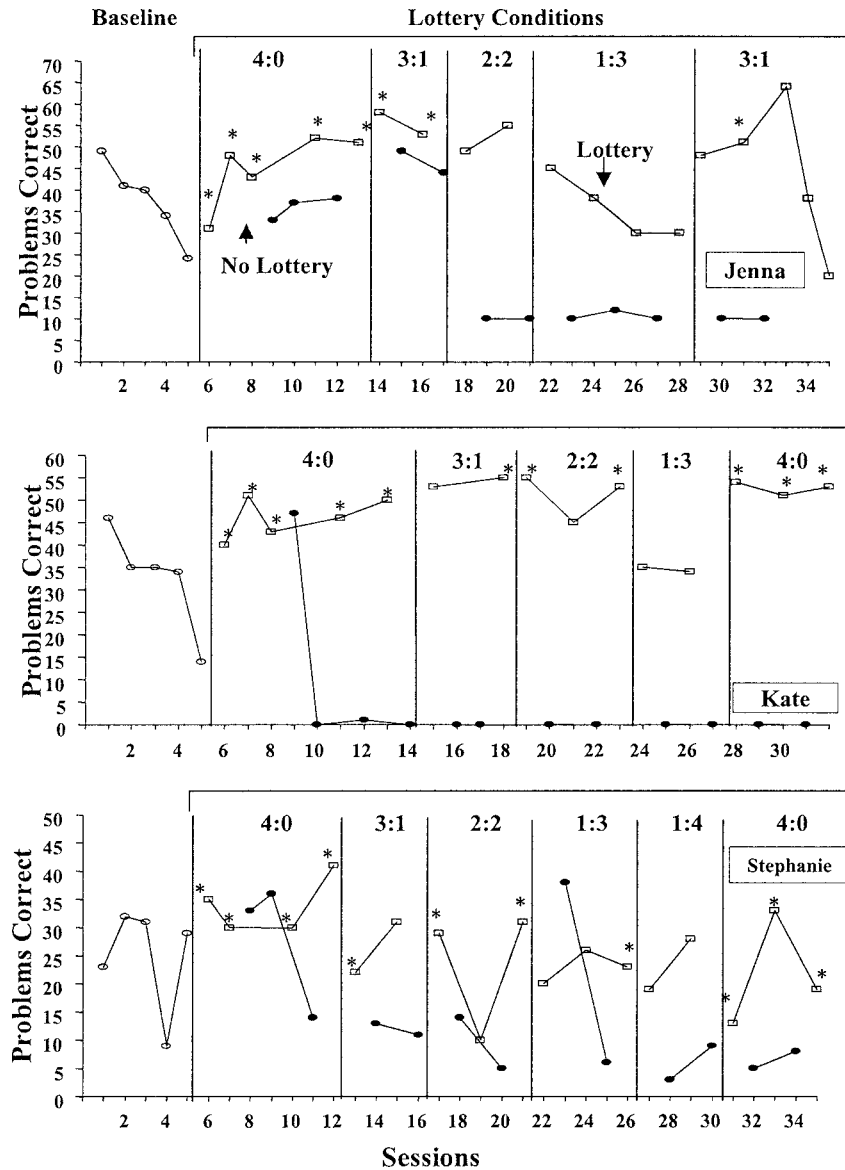 Baseline Lottery Conditions
4:0 3:1 2:2 1:3 3:1
Problems Correct
70
65
60
55
50
45
40
35
30
25
20
15
10
5
0
* * * * * * * *
Lottery
No Lottery
Jenna
2 4 6 8 10 12 14 16 18 20 22 24 26 28 30 32 34
4:0 3:1 2:2 1:3 4:0
Problems Correct
60
55
50
45
40
35
30
25
20
15
10
5
0
* * * * * * * * * * *
Kate
2 4 6 8 10 12 14 16 18 20 22 24 26 28 30
4:0 3:1 2:2 1:3 1:4 4:0
Problems Correct
50
45
40
35
30
25
20
15
10
5
0
* * * * * * * * * * *
Stephanie
2 4 6 8 10 12 14 16 18 20 22 24 26 28 30 32 34
Sessions